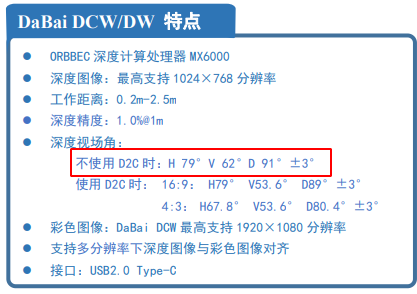 DaBai DCW/DW 特点
ORBBEC 深度计算处理器 MX6000
深度图像：最高支持 1024×768 分辨率
工作距离：0.2m-2.5m
深度精度：1.0%@1m
深度视场角：
不使用 D2C 时：H 79° V 62° D 91° ±3°
使用 D2C 时： 16:9： H79° V53.6° D89° ±3°
4:3： H67.8° V53.6° D80.4° ±3°
彩色图像：DaBai DCW 最高支持 1920×1080 分辨率
支持多分辨率下深度图像与彩色图像对齐
接口：USB2.0 Type-C